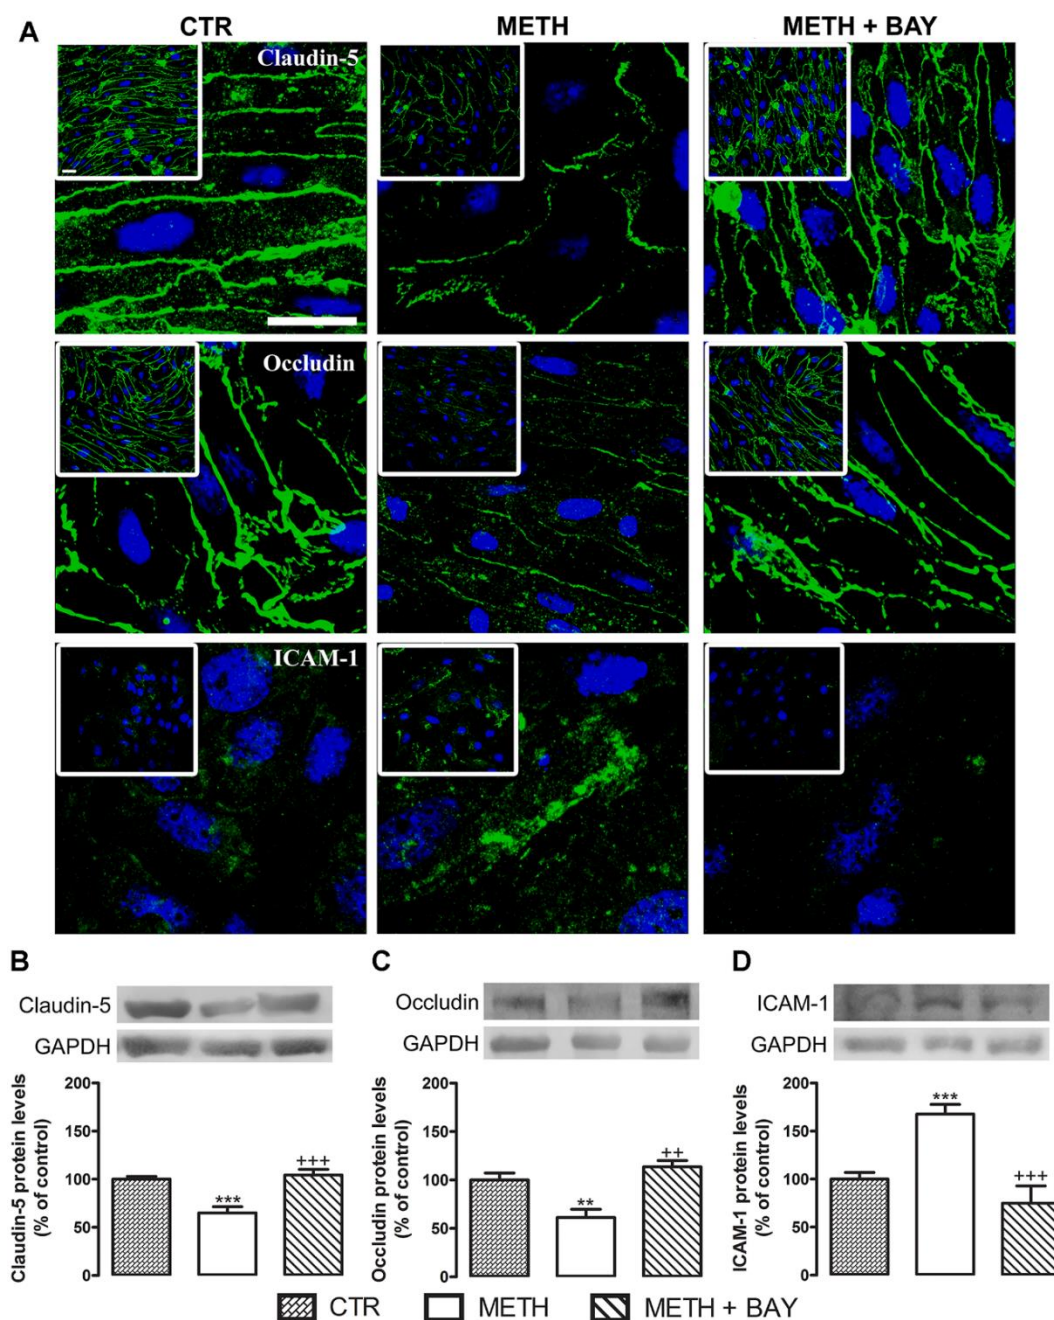 A
CTR
METH
METH + BAY
Claudin-5
Occludin
ICAM-1
B
Claudin-5
GAPDH
Claudin-5 protein levels
(% of control)
200
150
100
50
0
***
+++
C
Occludin
GAPDH
Occludin protein levels
(% of control)
200
150
100
50
0
**
++
D
ICAM-1
GAPDH
ICAM-1 protein levels
(% of control)
200
150
100
50
0
***
+++
CTR
METH
METH + BAY